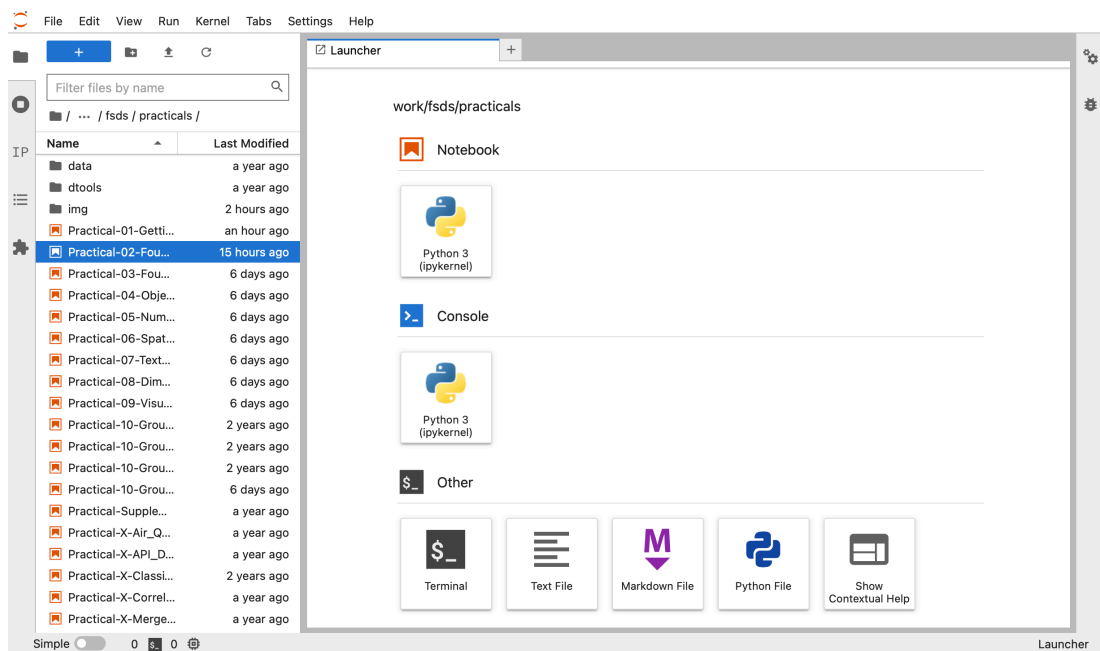 File Edit View Run Kernel Tabs Settings Help
Launcher
Filter files by name
/ ··· / fsds / practicals /
Name Last Modified
data a year ago
dtools a year ago
img 2 hours ago
Practical-01-Getti... an hour ago
Practical-02-Fou... 15 hours ago
Practical-03-Fou... 6 days ago
Practical-04-Obje... 6 days ago
Practical-05-Num... 6 days ago
Practical-06-Spat... 6 days ago
Practical-07-Text... 6 days ago
Practical-08-Dim... 6 days ago
Practical-09-Visu... 6 days ago
Practical-10-Grou... 2 years ago
Practical-10-Grou... 2 years ago
Practical-10-Grou... 2 years ago
Practical-10-Grou... 6 days ago
Practical-Supple... a year ago
Practical-X-Air_Q... a year ago
Practical-X-API_D... a year ago
Practical-X-Classi... 2 years ago
Practical-X-Correl... a year ago
Practical-X-Merge... a year ago
IP
work/fsds/practicals
Notebook
Python 3
(ipykernel)
>_ Console
Python 3
(ipykernel)
$_ Other
$_
Terminal
Text File
M
Markdown File
Python File
Show
Contextual Help
Simple 0 $_ 0
Launcher